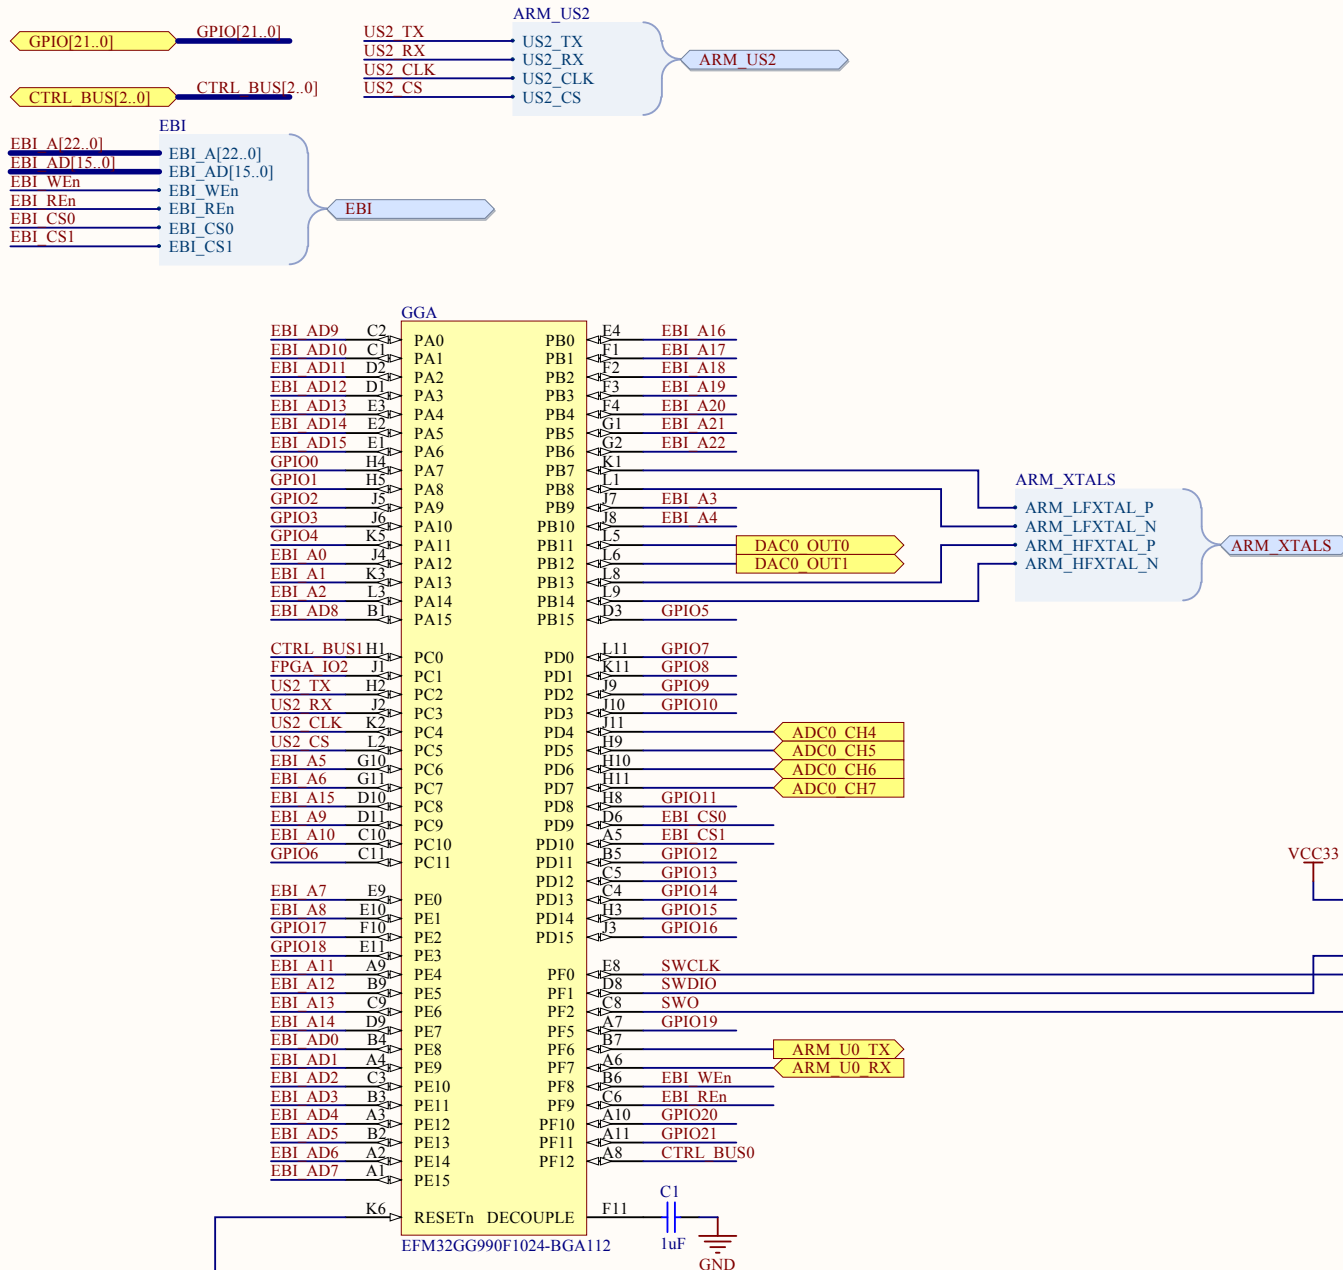 GPIO[21..0] GPIO[21..0]
CTRL_BUS[2..0] CTRL_BUS[2..0]
ARM_US2
US2_TX US2_TX
US2_RX US2_RX
US2_CLK US2_CLK
US2_CS US2_CS
ARM_US2
EBI
EBI_A[22..0] EBI_A[22..0]
EBI_AD[15..0] EBI_AD[15..0]
EBI_WEn EBI_WEn
EBI_REn EBI_REn
EBI_CS0 EBI_CS0
EBI_CS1 EBI_CS1
EBI
GGA
EBI_AD9 C2 PA0 PB0 E4 EBI_A16
EBI_AD10 C1 PA1 PB1 F1 EBI_A17
EBI_AD11 D2 PA2 PB2 F2 EBI_A18
EBI_AD12 D1 PA3 PB3 F3 EBI_A19
EBI_AD13 E3 PA4 PB4 F4 EBI_A20
EBI_AD14 E2 PA5 PB5 G1 EBI_A21
EBI_AD15 E1 PA6 PB6 G2 EBI_A22
GPIO0 H4 PA7 PB7 K1
GPIO1 H5 PA8 PB8 L1
GPIO2 J5 PA9 PB9 J7 EBI_A3
GPIO3 J6 PA10 PB10 J8 EBI_A4
GPIO4 K5 PA11 PB11 L5 DAC0_OUT0
EBI_A0 J4 PA12 PB12 L6 DAC0_OUT1
EBI_A1 K3 PA13 PB13 L8
EBI_A2 L3 PA14 PB14 L9
EBI_AD8 B1 PA15 PB15 D3 GPIO5
ARM_XTALS
ARM_LFXTAL_P
ARM_LFXTAL_N
ARM_HFXTAL_P
ARM_HFXTAL_N
ARM_XTALS
CTRL_BUS1 H1 PC0 PD0 L11 GPIO7
FPGA_IO2 J1 PC1 PD1 K11 GPIO8
US2_TX H2 PC2 PD2 J9 GPIO9
US2_RX J2 PC3 PD3 J10 GPIO10
US2_CLK K2 PC4 PD4 J11 ADC0_CH4
US2_CS L2 PC5 PD5 H9 ADC0_CH5
EBI_A5 G10 PC6 PD6 H10 ADC0_CH6
EBI_A6 G11 PC7 PD7 H11 ADC0_CH7
EBI_A15 D10 PC8 PD8 H8 GPIO11
EBI_A9 D11 PC9 PD9 D6 EBI_CS0
EBI_A10 C10 PC10 PD10 A5 EBI_CS1
GPIO6 C11 PC11 PD11 B5 GPIO12
PD12 C5 GPIO13
EBI_A7 E9 PE0 PD13 C4 GPIO14
EBI_A8 E10 PE1 PD14 H3 GPIO15
GPIO17 F10 PE2 PD15 J3 GPIO16
GPIO18 E11 PE3
EBI_A11 A9 PE4 PF0 E8 SWCLK
EBI_A12 B9 PE5 PF1 D8 SWDIO
EBI_A13 C9 PE6 PF2 C8 SWO
EBI_A14 D9 PE7 PF5 A7 GPIO19
EBI_AD0 B4 PE8 PF6 B7 ARM_U0_TX
EBI_AD1 A4 PE9 PF7 A6 ARM_U0_RX
EBI_AD2 C3 PE10 PF8 B6 EBI_WEn
EBI_AD3 B3 PE11 PF9 C6 EBI_REn
EBI_AD4 A3 PE12 PF10 A10 GPIO20
EBI_AD5 B2 PE13 PF11 A11 GPIO21
EBI_AD6 A2 PE14 PF12 A8 CTRL_BUS0
EBI_AD7 A1 PE15
VCC33
K6 RESETn DECOUPLE F11
C1
1uF
GND
EFM32GG990F1024-BGA112